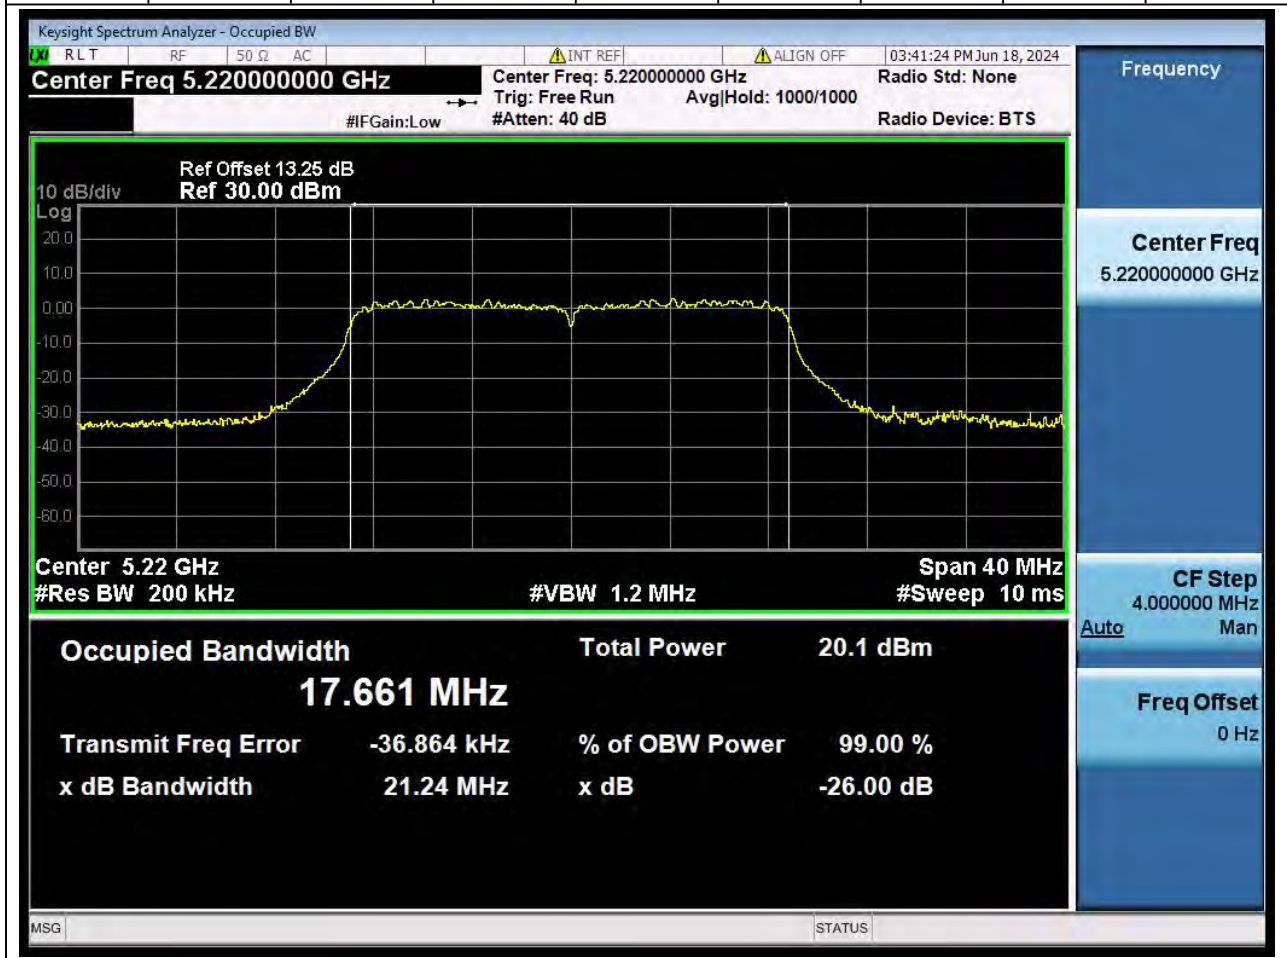 Keysight Spectrum Analyzer - Occupied BW
LXI RLT RF 50 Ω AC INT REF ALIGN OFF 03:41:24 PM Jun 18, 2024
Center Freq 5.220000000 GHz
Center Freq: 5.220000000 GHz
Radio Std: None
Trig: Free Run Avg|Hold: 1000/1000
#IFGain:Low #Atten: 40 dB Radio Device: BTS
Ref Offset 13.25 dB
10 dB/div Ref 30.00 dBm
Log
20.0
10.0
0.00
-10.0
-20.0
-30.0
-40.0
-50.0
-60.0
Center 5.22 GHz Span 40 MHz
#Res BW 200 kHz #VBW 1.2 MHz #Sweep 10 ms
Occupied Bandwidth Total Power 20.1 dBm
17.661 MHz
Transmit Freq Error -36.864 kHz % of OBW Power 99.00 %
x dB Bandwidth 21.24 MHz x dB -26.00 dB
Frequency
Center Freq
5.220000000 GHz
CF Step
4.000000 MHz
Auto Man
Freq Offset
0 Hz
MSG STATUS